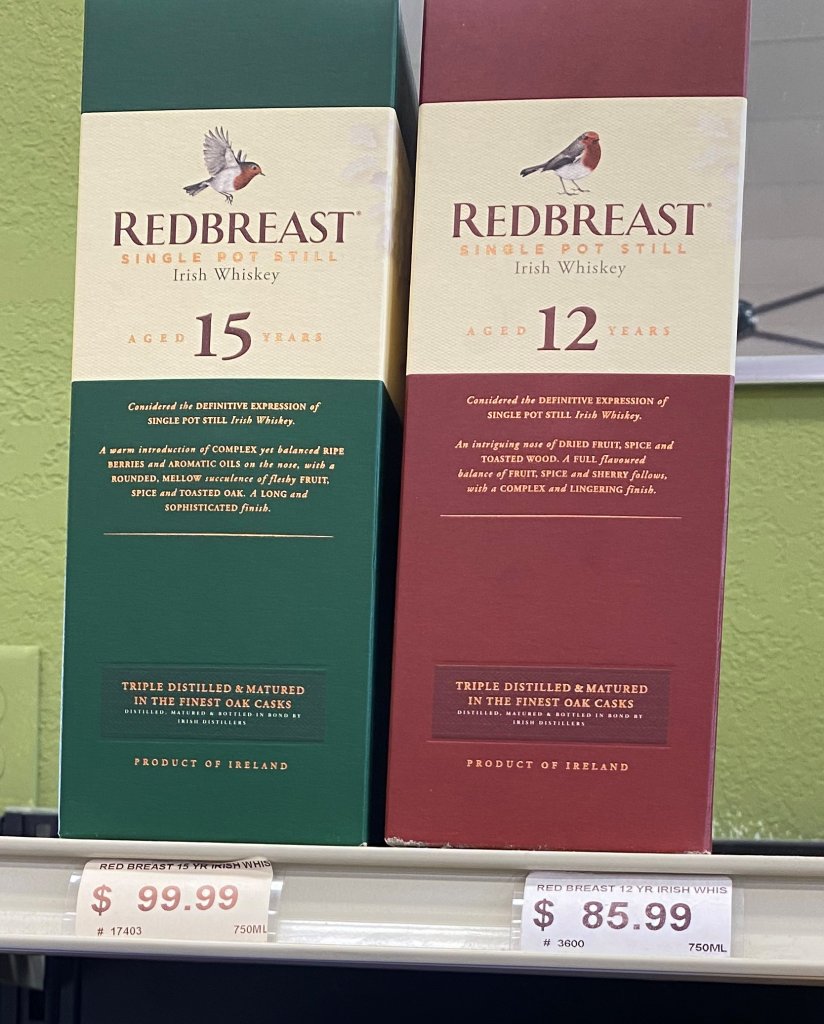 REDBREAST®
SINGLE POT STILL
Irish Whiskey
AGED 15 YEARS
Considered the DEFINITIVE EXPRESSION of
SINGLE POT STILL Irish Whiskey.
A warm introduction of COMPLEX yet balanced RIPE
BERRIES and AROMATIC OILS on the nose, with a
ROUNDED, MELLOW succulence of fleshy FRUIT,
SPICE and TOASTED OAK. A LONG and
SOPHISTICATED finish.
TRIPLE DISTILLED & MATURED
IN THE FINEST OAK CASKS
DISTILLED, MATURED & BOTTLED IN BOND BY
IRISH DISTILLERS
PRODUCT OF IRELAND
REDBREAST®
SINGLE POT STILL
Irish Whiskey
AGED 12 YEARS
Considered the DEFINITIVE EXPRESSION of
SINGLE POT STILL Irish Whiskey.
An intriguing nose of DRIED FRUIT, SPICE and
TOASTED WOOD. A FULL flavoured
balance of FRUIT, SPICE and SHERRY follows,
with a COMPLEX and LINGERING finish.
TRIPLE DISTILLED & MATURED
IN THE FINEST OAK CASKS
DISTILLED, MATURED & BOTTLED IN BOND BY
IRISH DISTILLERS
PRODUCT OF IRELAND
RED BREAST 15 YR IRISH WHIS
$ 99.99
# 17403 750ML
RED BREAST 12 YR IRISH WHIS
$ 85.99
# 3600 750ML